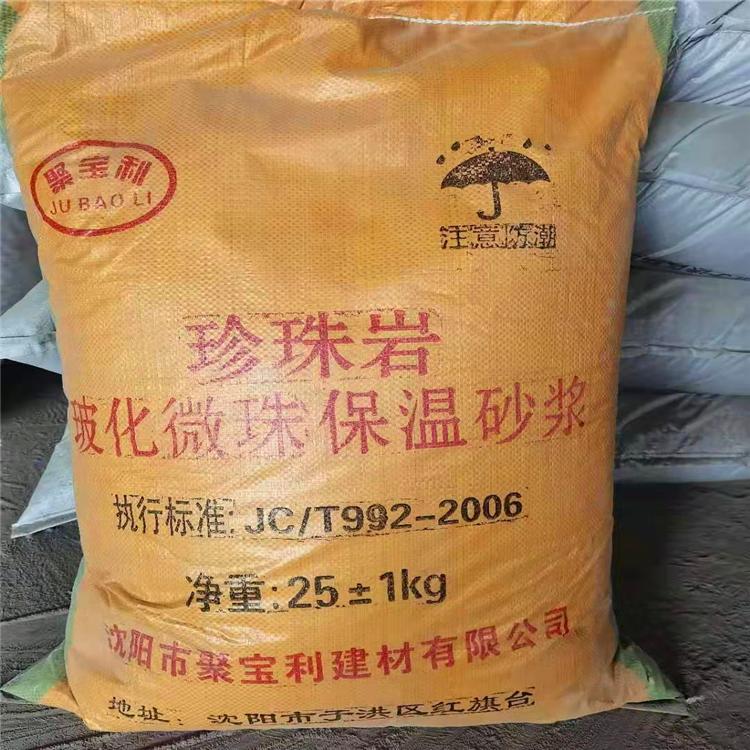 聚宝利
JU BAO LI
注意防潮
珍珠岩
玻化微珠保温砂浆
执行标准: JC/T992-2006
净重: 25±1kg
沈阳市聚宝利建材有限公司
地址: 沈阳市于洪区红旗台